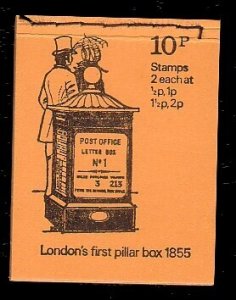 10P
Stamps
2 each at
½p, 1p
1½p, 2p
POST OFFICE
LETTER BOX
Nº 1
3 213
London's first pillar box 1855